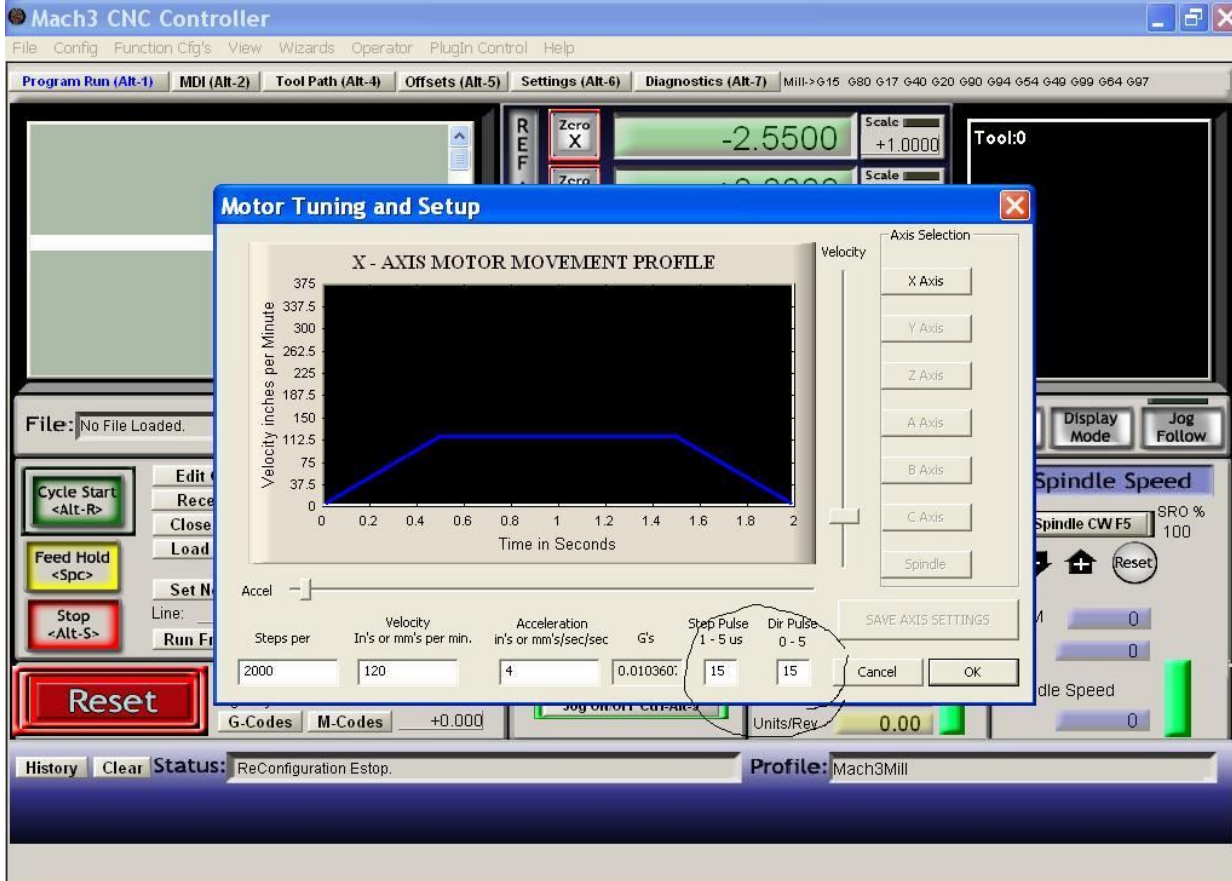 Mach3 CNC Controller
File Config Function Cfg's View Wizards Operator PlugIn Control Help
Program Run (Alt-1) MDI (Alt-2) Tool Path (Alt-4) Offsets (Alt-5) Settings (Alt-6) Diagnostics (Alt-7) Mill->G15 G80 G17 G40 G20 G90 G94 G54 G49 G99 G64 G97
REF
Zero X
-2.5500
Scale
+1.0000
Tool:0
Zero
Scale
Motor Tuning and Setup
X - AXIS MOTOR MOVEMENT PROFILE
Velocity inches per Minute
375
337.5
300
262.5
225
187.5
150
112.5
75
37.5
0
0 0.2 0.4 0.6 0.8 1 1.2 1.4 1.6 1.8 2
Time in Seconds
Velocity
Axis Selection
X Axis
Y Axis
Z Axis
A Axis
B Axis
C Axis
Spindle
Accel
SAVE AXIS SETTINGS
Steps per
Velocity
In's or mm's per min.
Acceleration
in's or mm's/sec/sec
G's
Step Pulse
1 - 5 us
Dir Pulse
0 - 5
2000 120 4 0.010360 15 15
Cancel OK
File: No File Loaded.
Display Mode
Jog Follow
Cycle Start
<Alt-R>
Feed Hold
<Spc>
Stop
<Alt-S>
Edit
Rece
Close
Load
Set N
Line:
Run Fr
Spindle Speed
Spindle CW F5
SRO %
100
Reset
0
0
dle Speed
0
Reset
G-Codes M-Codes +0.000
Units/Rev 0.00
History Clear Status: ReConfiguration Estop.
Profile: Mach3Mill